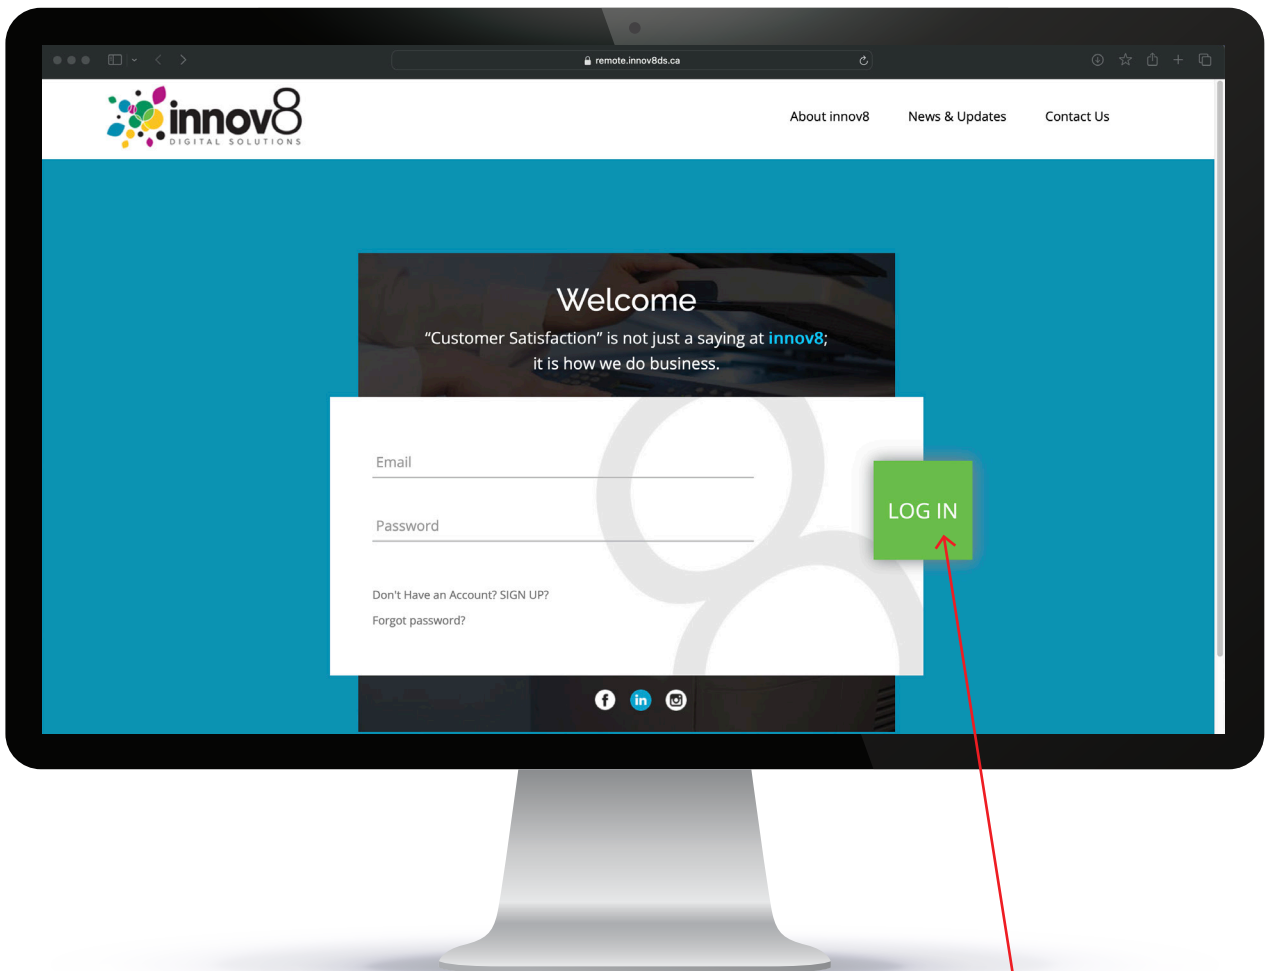 remote.innov8ds.ca
innov8
DIGITAL SOLUTIONS
About innov8
News & Updates
Contact Us
Welcome
“Customer Satisfaction” is not just a saying at innov8;
it is how we do business.
Email
Password
LOG IN
Don't Have an Account? SIGN UP?
Forgot password?
f
in